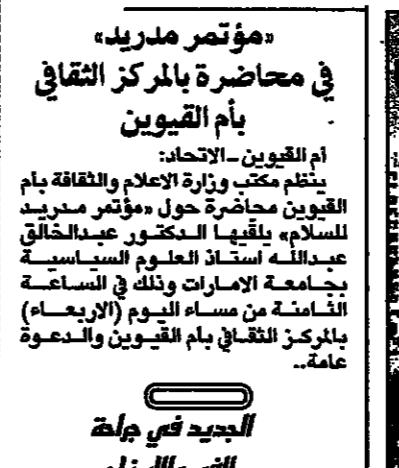 «مؤتمر مدريد»
في محاضرة بالمركز الثقافي
بأم القيوين
أم القيوين ـ الاتحاد:
ينظم مكتب وزارة الاعلام والثقافة بأم
القيوين محاضرة حول «مؤتمر مدريد
للسلام» يلقيها الدكتور عبدالخالق
عبدالله استاذ العلوم السياسية
بجامعة الامارات وذلك في الساعة
الثامنة من مساء اليوم (الاربعاء)
بالمركز الثقافي بأم القيوين والدعوة
عامة..
الجديد في جراحة